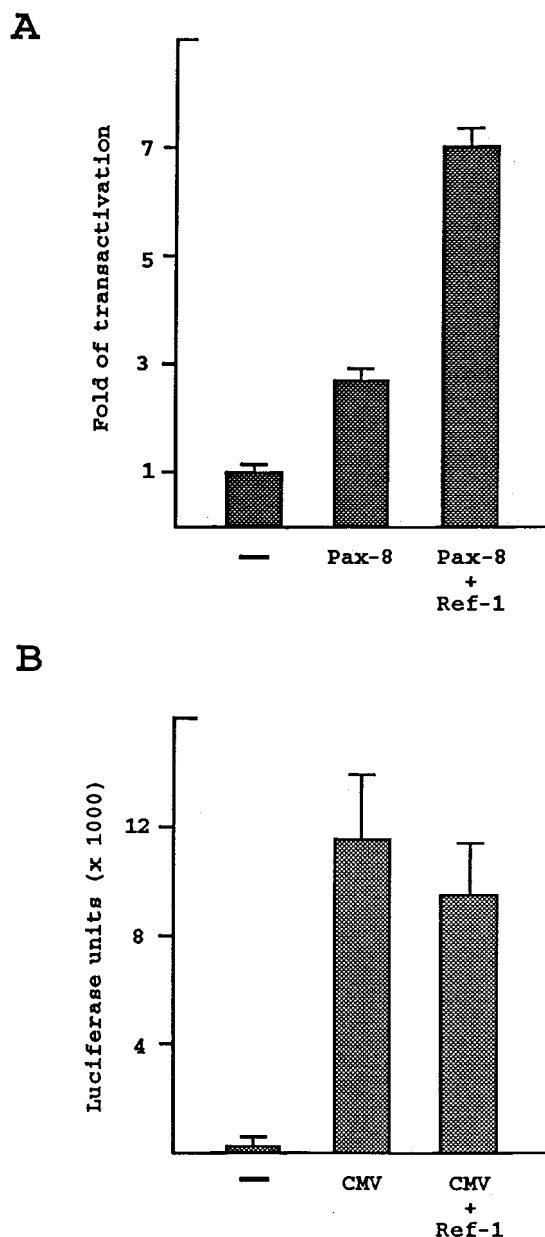 A
Fold of transactivation
7
5
3
1
—
Pax-8
Pax-8
+
Ref-1
B
Luciferase units (x 1000)
12
8
4
—
CMV
CMV
+
Ref-1